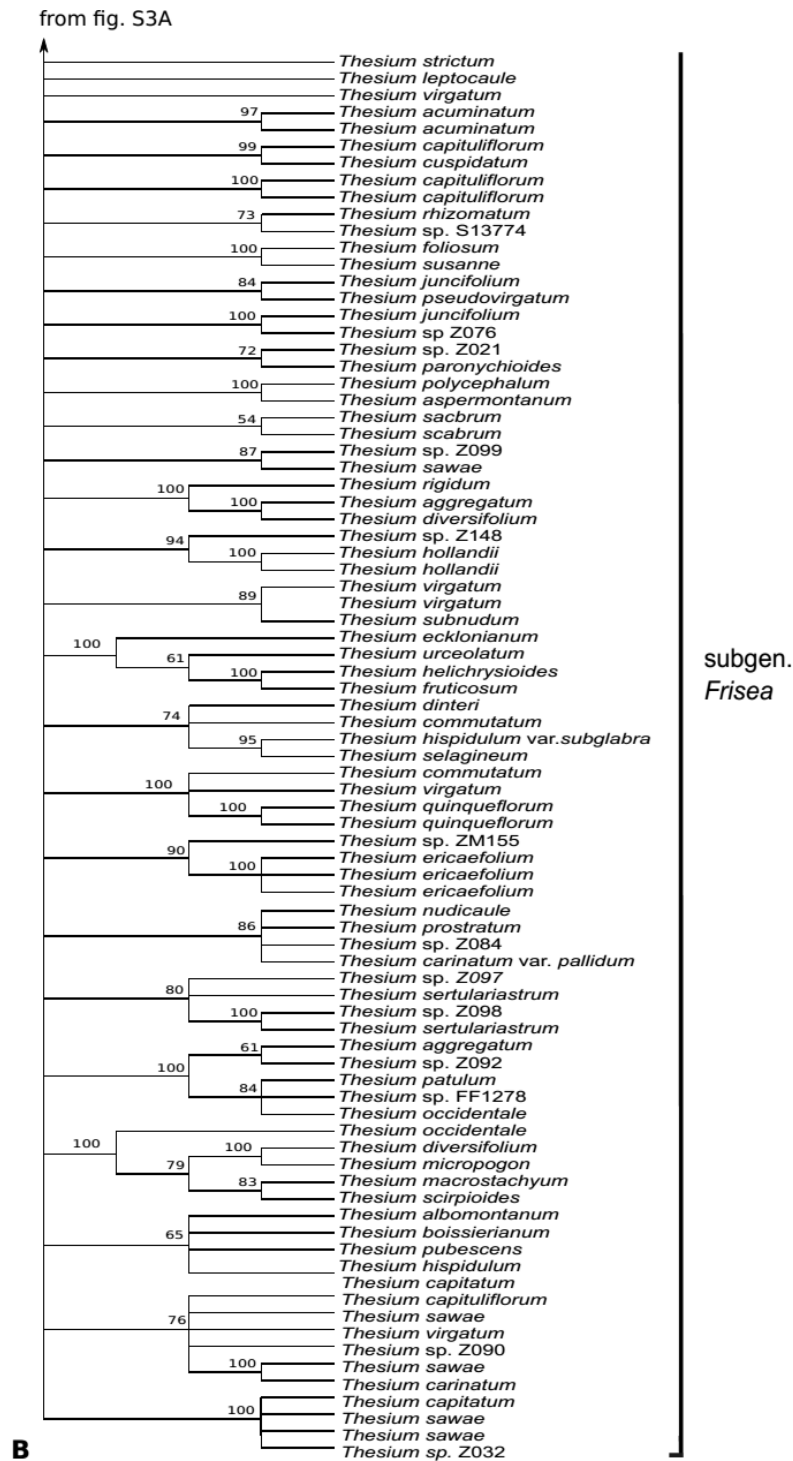 from fig. S3A
Thesium strictum
Thesium leptocaule
Thesium virgatum
97 Thesium acuminatum
Thesium acuminatum
99 Thesium capituliflorum
Thesium cuspidatum
100 Thesium capituliflorum
Thesium capituliflorum
73 Thesium rhizomatum
Thesium sp. S13774
100 Thesium foliosum
Thesium susanne
84 Thesium juncifolium
Thesium pseudovirgatum
100 Thesium juncifolium
Thesium sp Z076
72 Thesium sp. Z021
Thesium paronychioides
100 Thesium polycephalum
Thesium aspermontanum
54 Thesium sacbrum
Thesium scabrum
87 Thesium sp. Z099
Thesium sawae
100 Thesium rigidum
100 Thesium aggregatum
Thesium diversifolium
94 Thesium sp. Z148
100 Thesium hollandii
Thesium hollandii
Thesium virgatum
89 Thesium virgatum
Thesium subnudum
100 Thesium ecklonianum
61 Thesium urceolatum
100 Thesium helichrysioides
Thesium fruticosum
Thesium dinteri
74 Thesium commutatum
95 Thesium hispidulum var.subglabra
Thesium selagineum
subgen.
Frisea
Thesium commutatum
100 Thesium virgatum
100 Thesium quinqueflorum
Thesium quinqueflorum
90 Thesium sp. ZM155
Thesium ericaefolium
100 Thesium ericaefolium
Thesium ericaefolium
Thesium nudicaule
86 Thesium prostratum
Thesium sp. Z084
Thesium carinatum var. pallidum
Thesium sp. Z097
80 Thesium sertulariastrum
100 Thesium sp. Z098
Thesium sertulariastrum
61 Thesium aggregatum
100 Thesium sp. Z092
Thesium patulum
84 Thesium sp. FF1278
Thesium occidentale
100 Thesium occidentale
100 Thesium diversifolium
79 Thesium micropogon
83 Thesium macrostachyum
Thesium scirpioides
Thesium albomontanum
65 Thesium boissierianum
Thesium pubescens
Thesium hispidulum
Thesium capitatum
Thesium capituliflorum
76 Thesium sawae
Thesium virgatum
Thesium sp. Z090
100 Thesium sawae
Thesium carinatum
100 Thesium capitatum
Thesium sawae
Thesium sawae
B Thesium sp. Z032